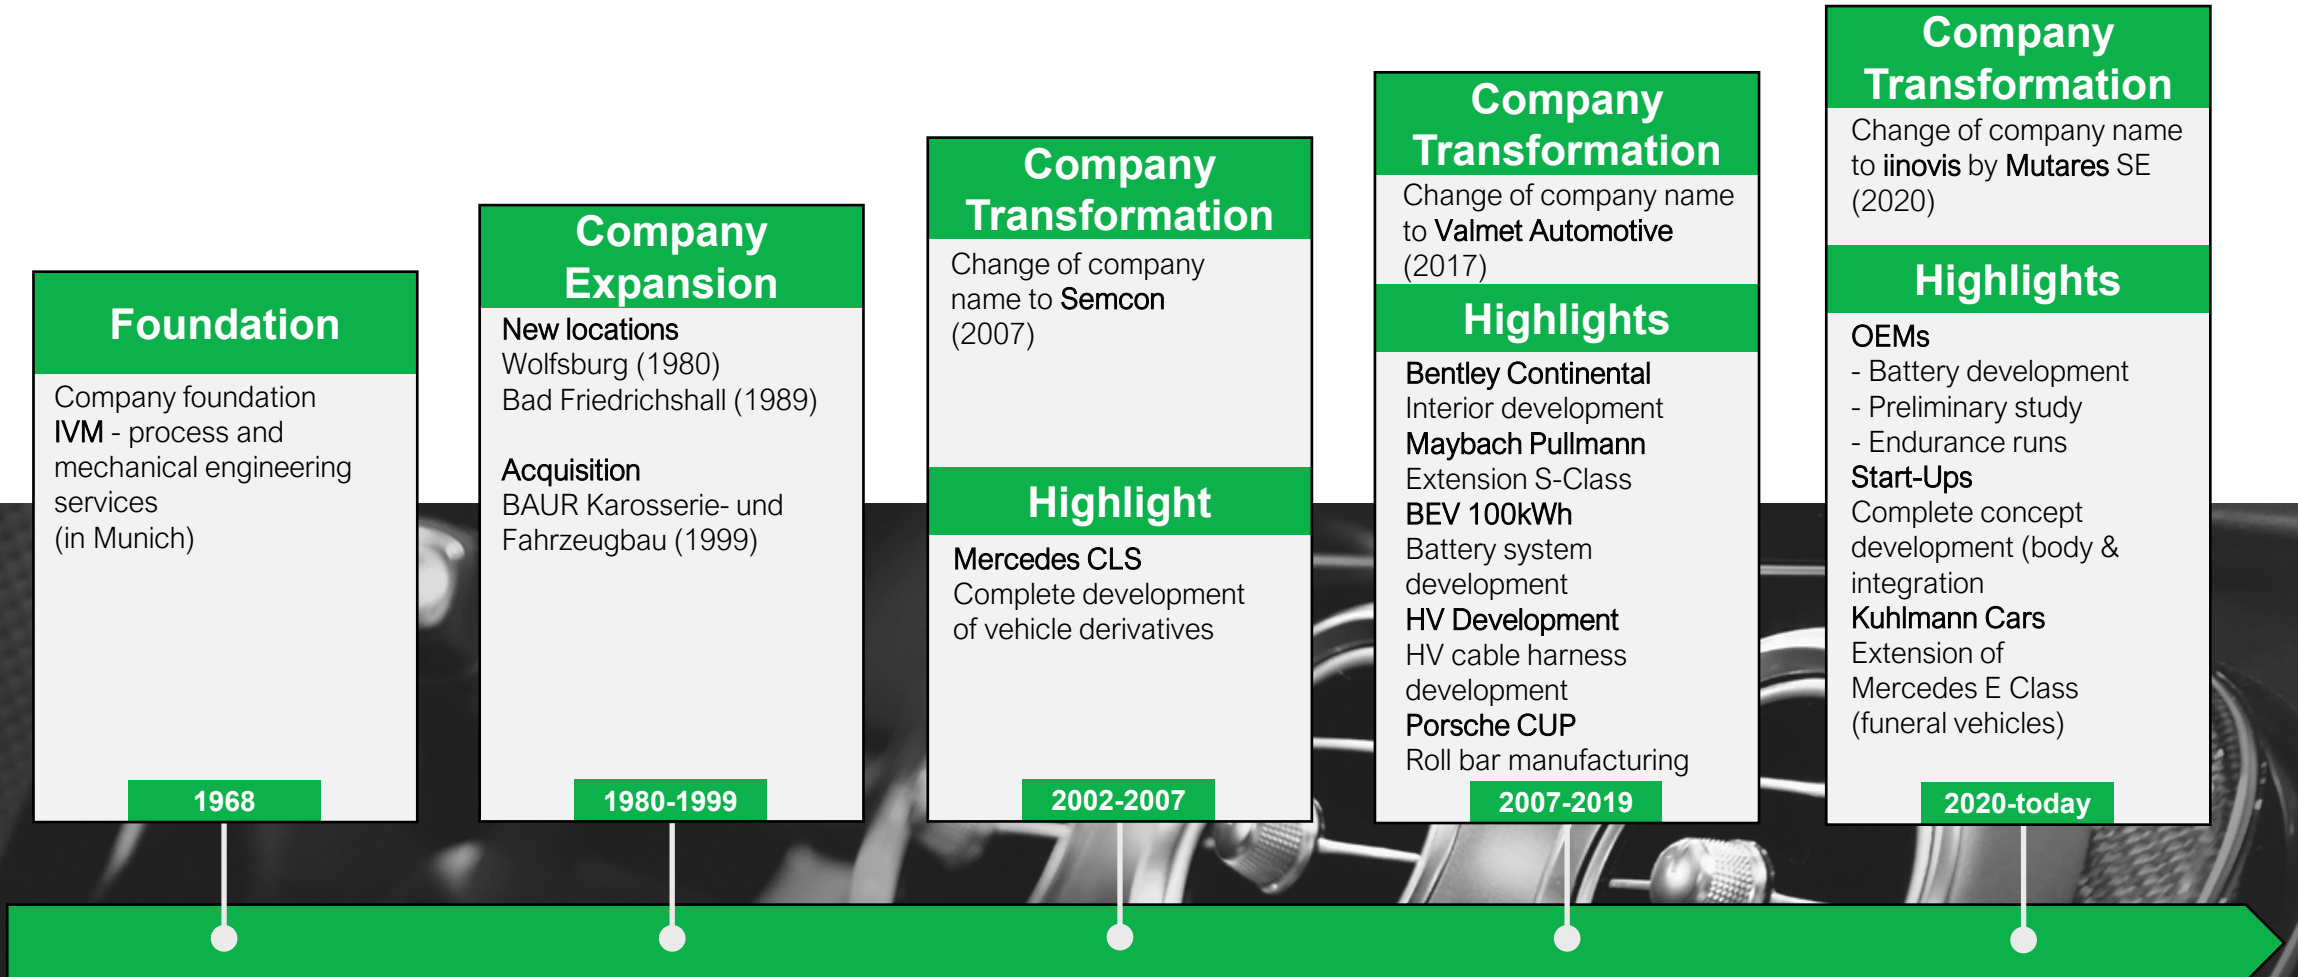 Foundation
Company foundation
IVM - process and
mechanical engineering
services
(in Munich)
1968
Company
Expansion
New locations
Wolfsburg (1980)
Bad Friedrichshall (1989)
Acquisition
BAUR Karosserie- und
Fahrzeugbau (1999)
1980-1999
Company
Transformation
Change of company
name to Semcon
(2007)
Highlight
Mercedes CLS
Complete development
of vehicle derivatives
2002-2007
Company
Transformation
Change of company name
to Valmet Automotive
(2017)
Highlights
Bentley Continental
Interior development
Maybach Pullmann
Extension S-Class
BEV 100kWh
Battery system
development
HV Development
HV cable harness
development
Porsche CUP
Roll bar manufacturing
2007-2019
Company
Transformation
Change of company name
to iinovis by Mutares SE
(2020)
Highlights
OEMs
- Battery development
- Preliminary study
- Endurance runs
Start-Ups
Complete concept
development (body &
integration
Kuhlmann Cars
Extension of
Mercedes E Class
(funeral vehicles)
2020-today